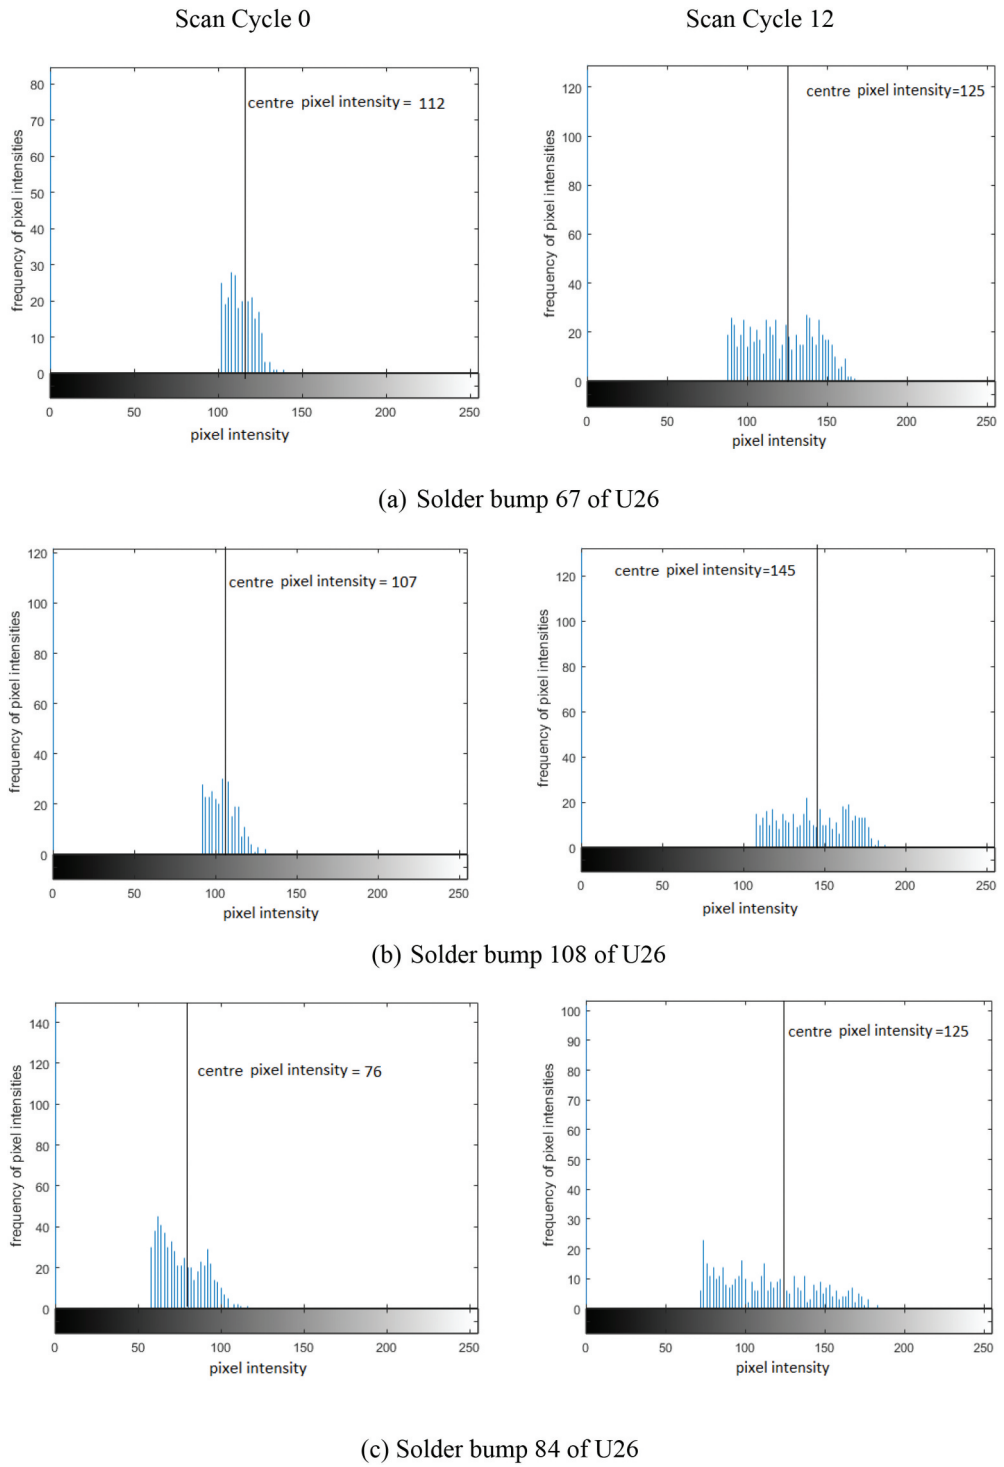 Scan Cycle 0
Scan Cycle 12
80
70
60
50
40
30
20
10
0
frequency of pixel intensities
centre pixel intensity = 112
0 50 100 150 200 250
pixel intensity
120
100
80
60
40
20
0
frequency of pixel intensities
centre pixel intensity=125
0 50 100 150 200 250
pixel intensity
(a) Solder bump 67 of U26
120
100
80
60
40
20
0
frequency of pixel intensities
centre pixel intensity = 107
0 50 100 150 200 250
pixel intensity
120
100
80
60
40
20
0
frequency of pixel intensities
centre pixel intensity=145
0 50 100 150 200 250
pixel intensity
(b) Solder bump 108 of U26
140
120
100
80
60
40
20
0
frequency of pixel intensities
centre pixel intensity = 76
0 50 100 150 200 250
pixel intensity
100
90
80
70
60
50
40
30
20
10
0
frequency of pixel intensities
centre pixel intensity=125
0 50 100 150 200 250
pixel intensity
(c) Solder bump 84 of U26